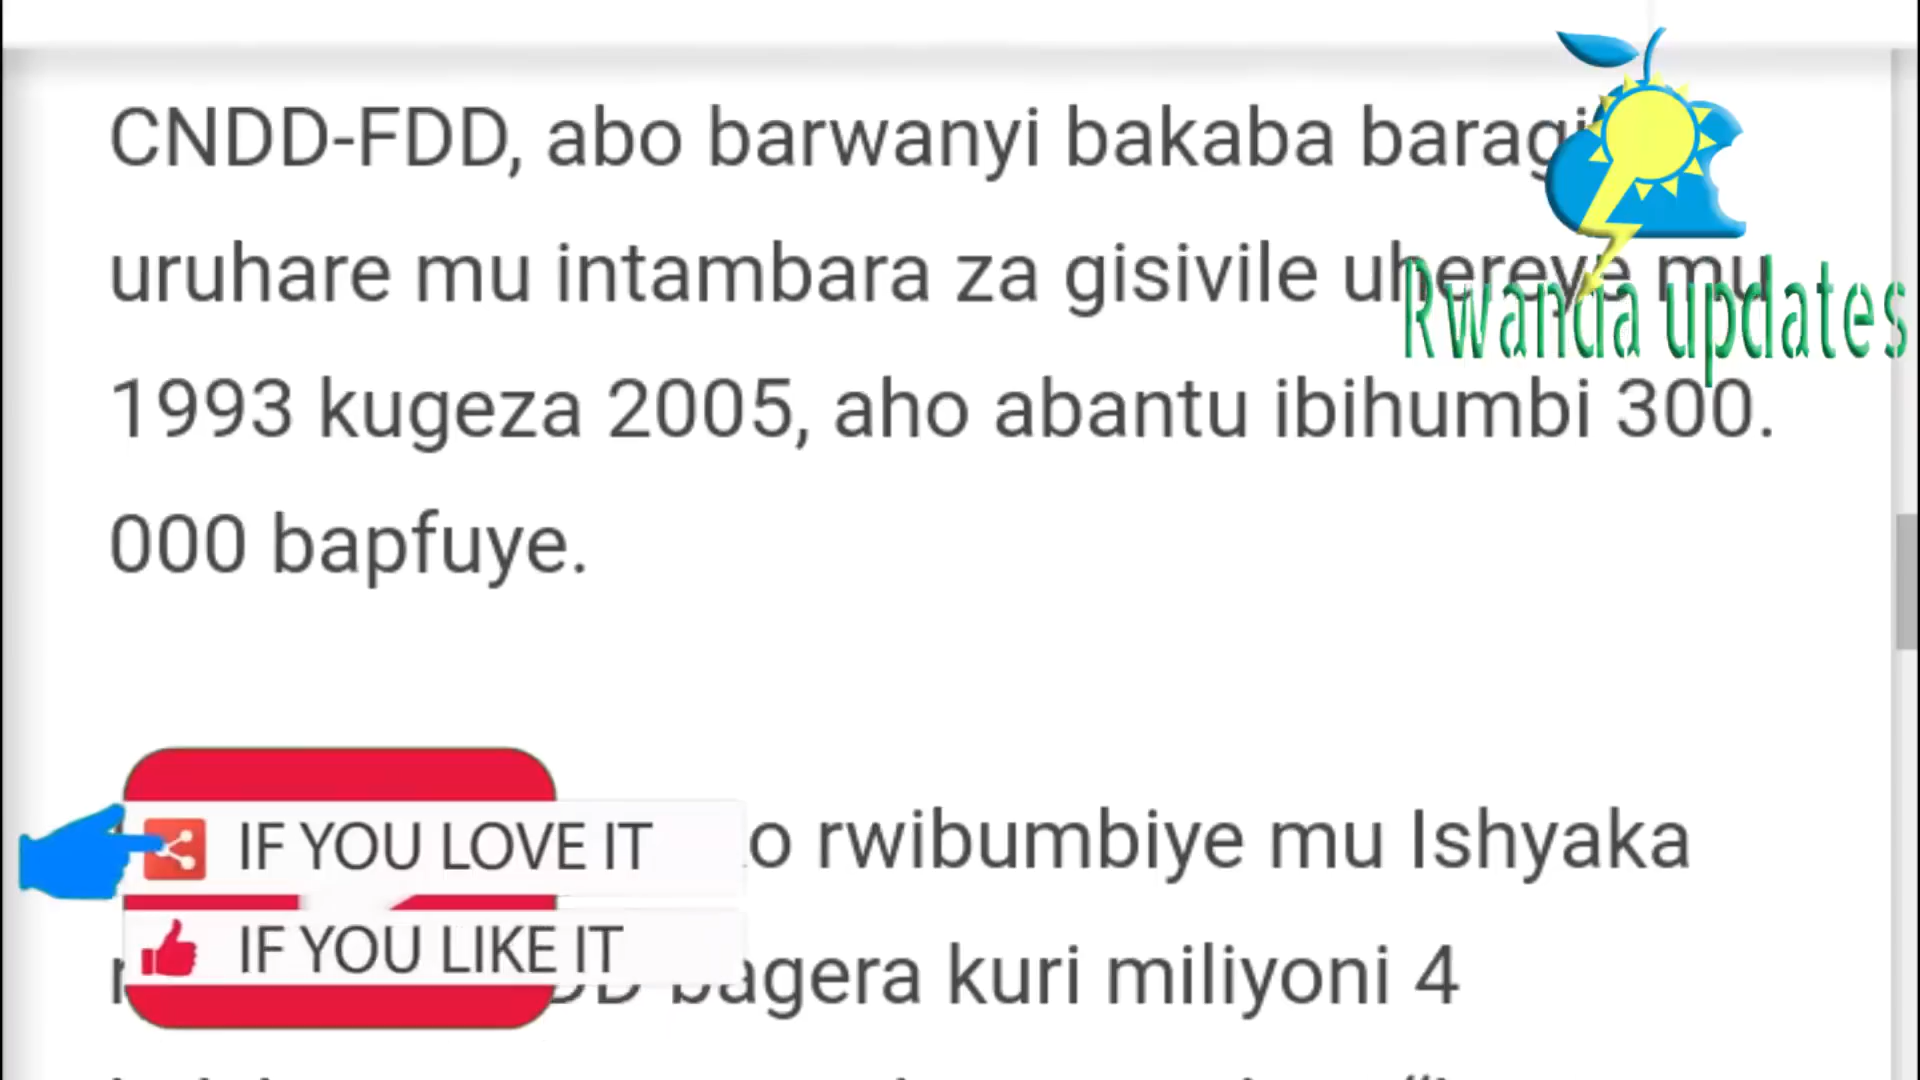 CNDD-FDD, abo barwanyi bakaba
uruhare mu intambara za gisivile uhereye mu
Rwanda updates
1993 kugeza 2005, aho abantu ibihumbi 300.
000 bapfuye.
rwibumbiye mu Ishyaka
IF YOU LOVE IT
bagera kuri miliyoni 4
IF YOU LIKE IT